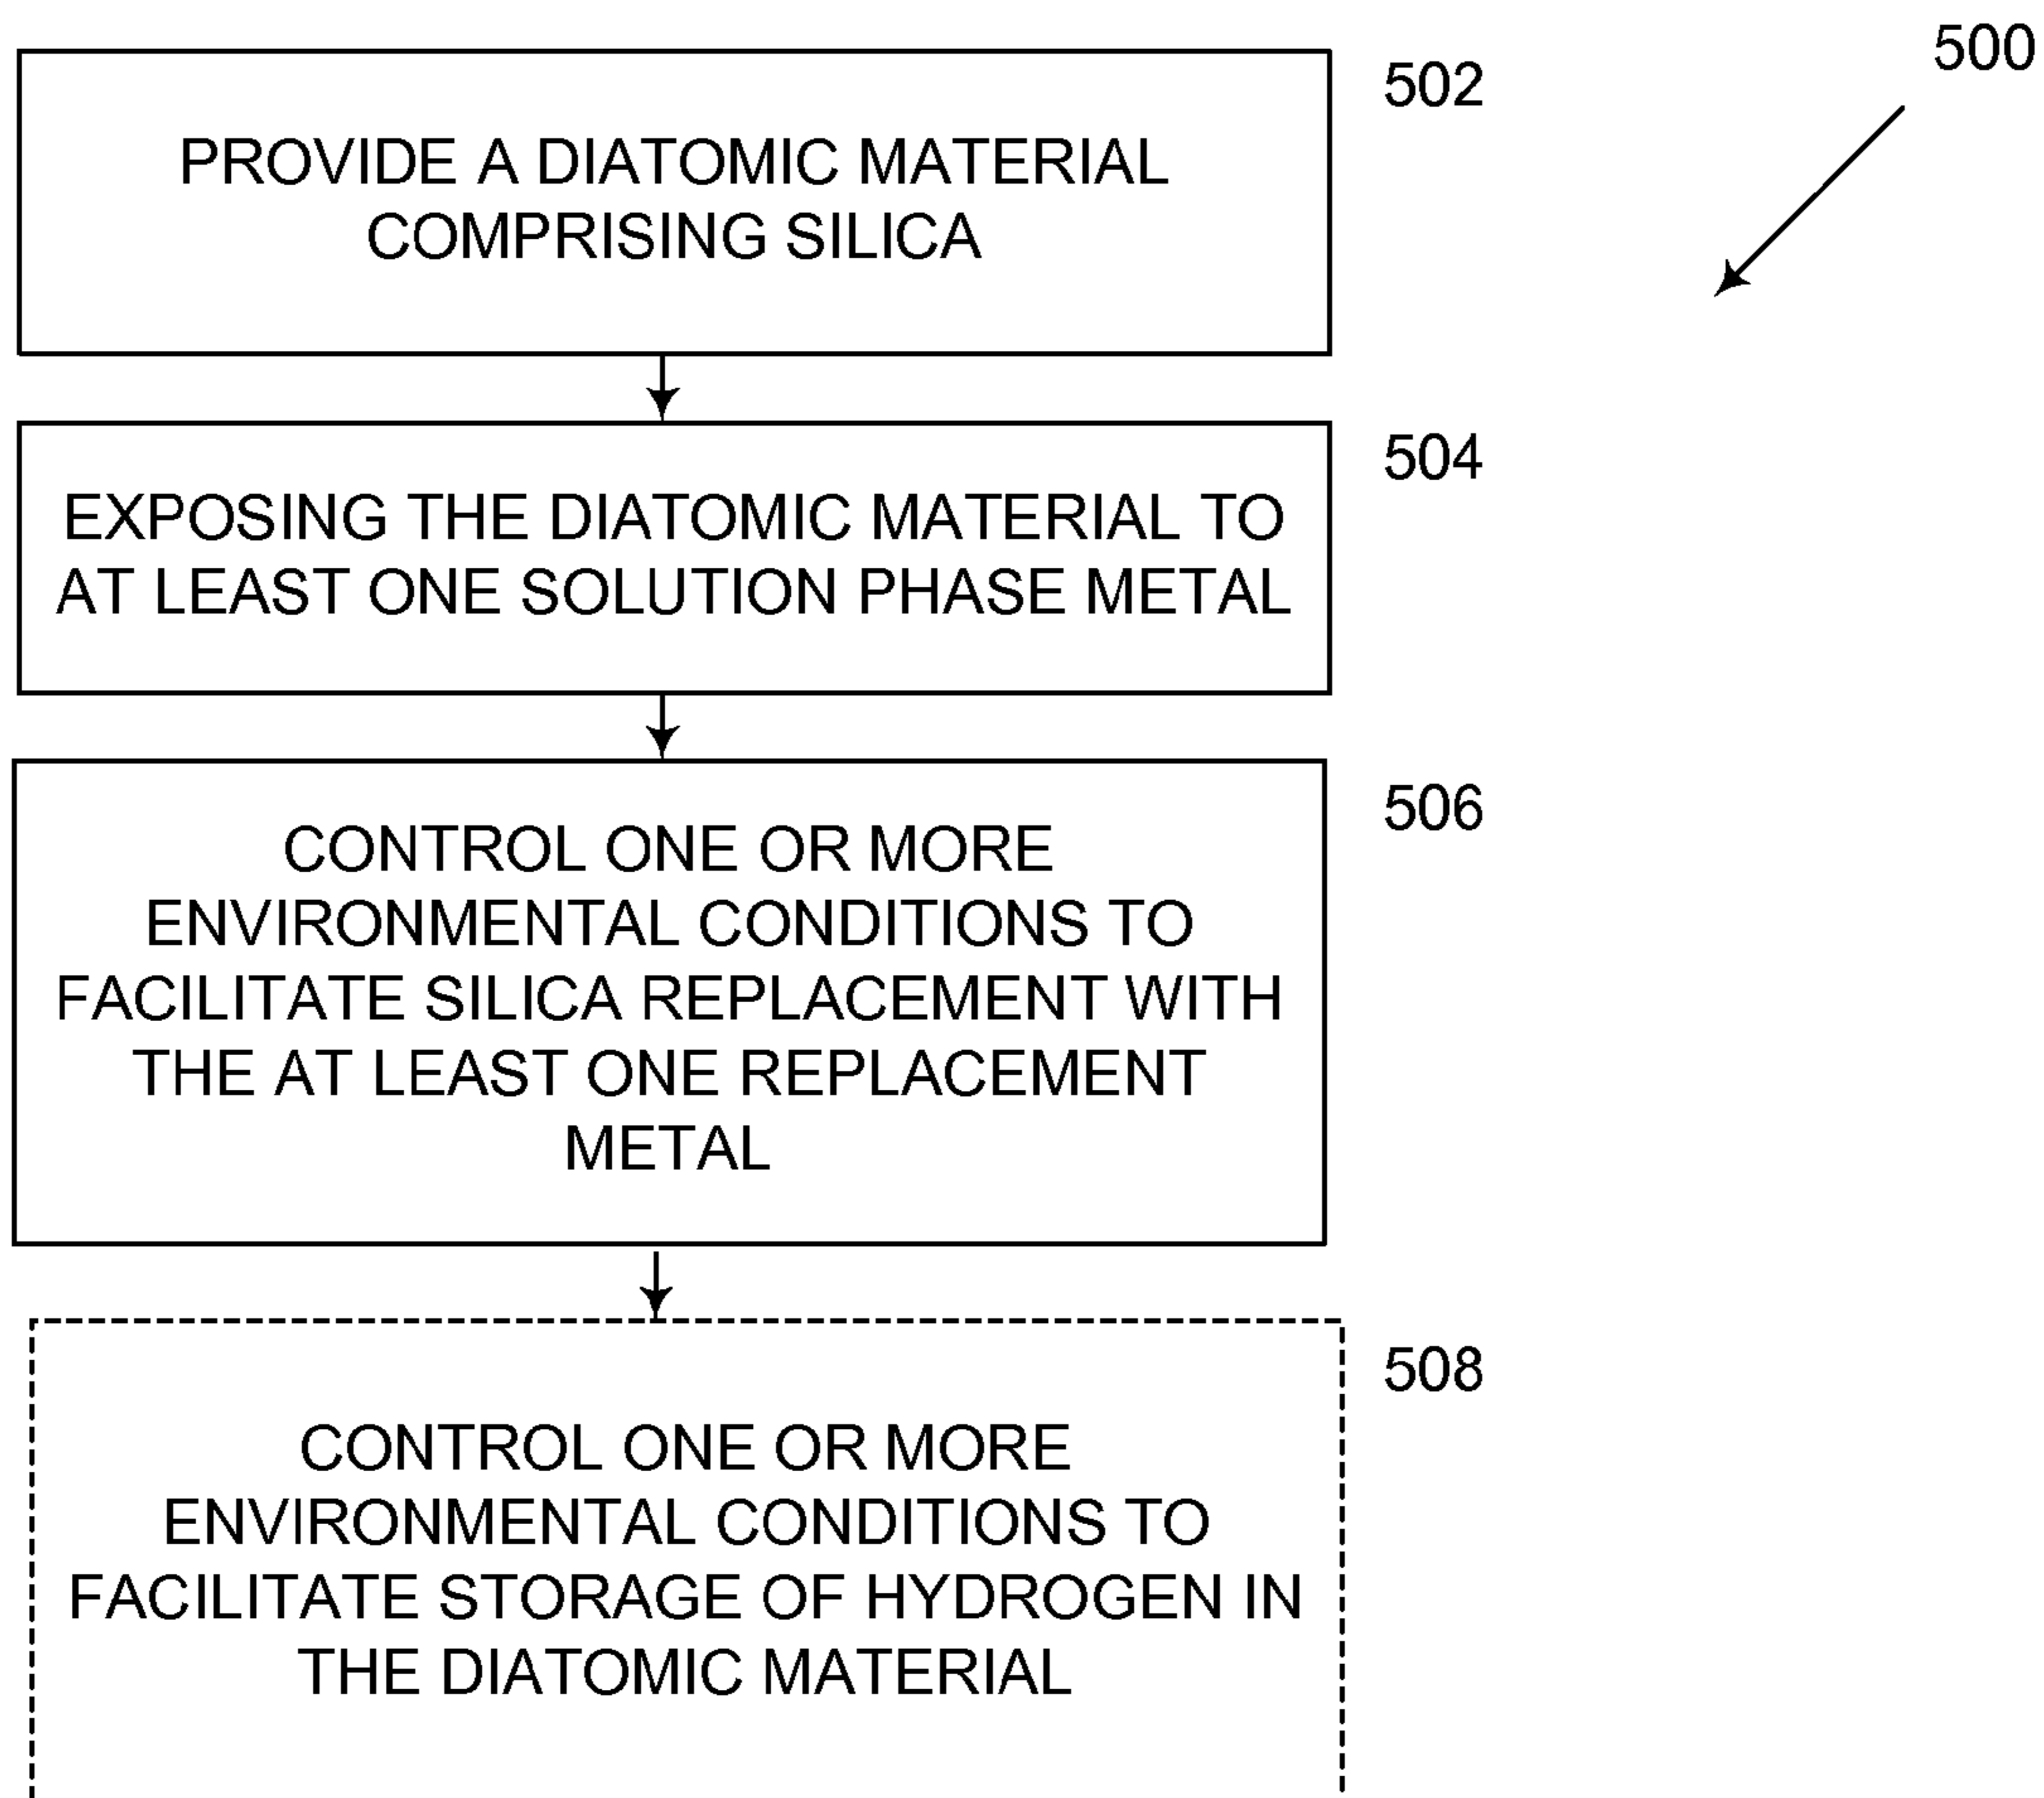 500
502
PROVIDE A DIATOMIC MATERIAL
COMPRISING SILICA
504
EXPOSING THE DIATOMIC MATERIAL TO
AT LEAST ONE SOLUTION PHASE METAL
506
CONTROL ONE OR MORE
ENVIRONMENTAL CONDITIONS TO
FACILITATE SILICA REPLACEMENT WITH
THE AT LEAST ONE REPLACEMENT
METAL
508
CONTROL ONE OR MORE
ENVIRONMENTAL CONDITIONS TO
FACILITATE STORAGE OF HYDROGEN IN
THE DIATOMIC MATERIAL